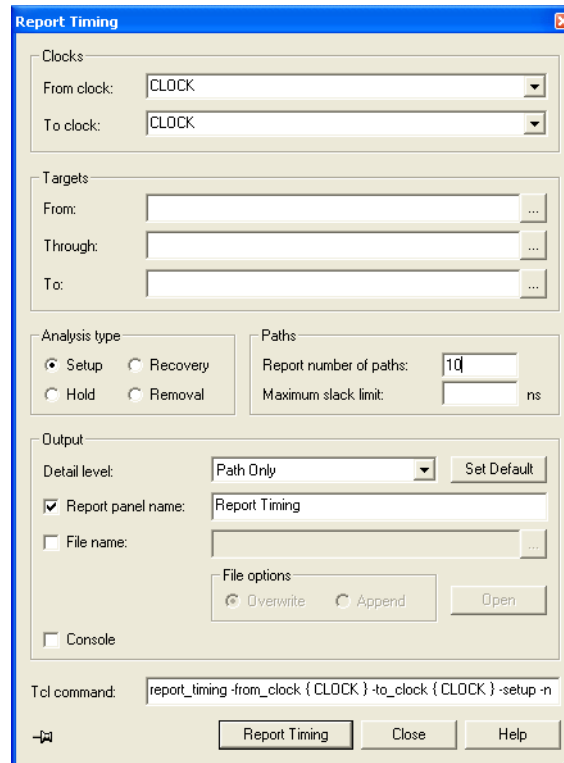 Report Timing
Clocks
From clock: CLOCK
To clock: CLOCK
Targets
From: ...
Through: ...
To: ...
Analysis type
Setup Recovery
Hold Removal
Paths
Report number of paths: 10
Maximum slack limit: ns
Output
Detail level: Path Only Set Default
Report panel name: Report Timing
File name: ...
File options
Overwrite Append Open
Console
Tcl command: report_timing -from_clock { CLOCK } -to_clock { CLOCK } -setup -n
Report Timing Close Help